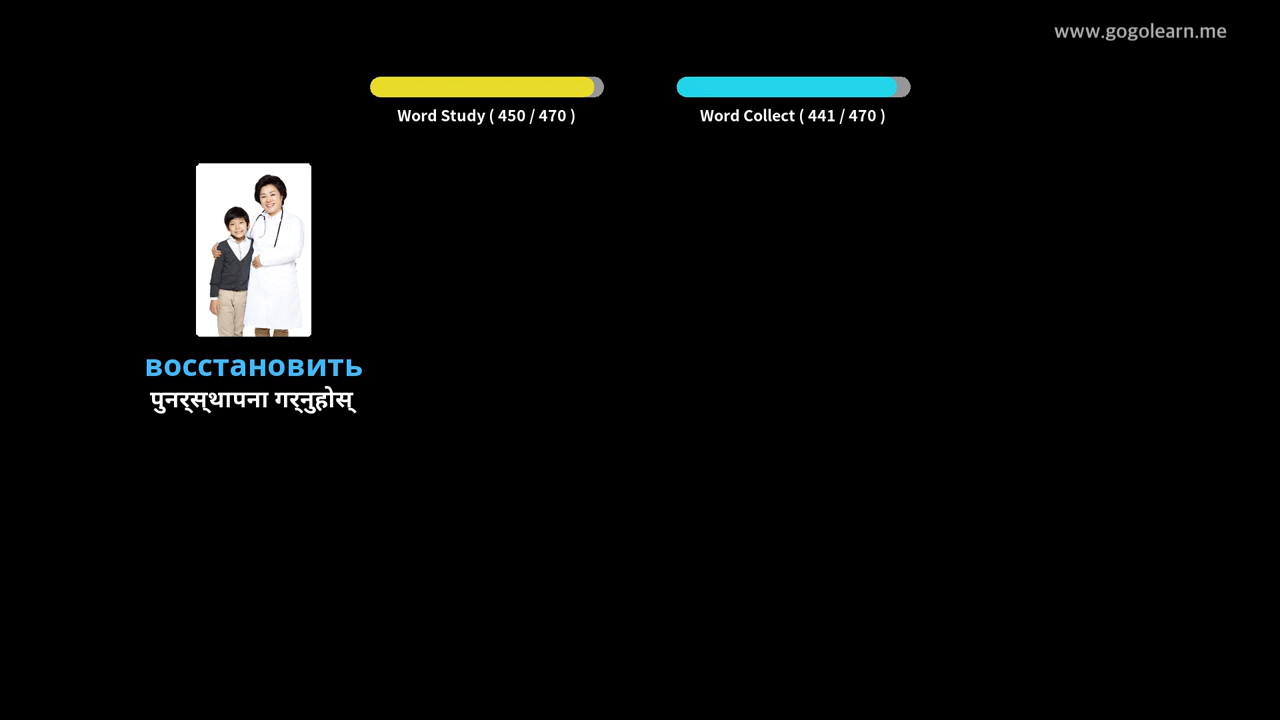 www.gogolearn.me
Word Study ( 450 / 470 )
Word Collect ( 441 / 470 )
восстановить
पुनर्स्थापना गर्नुहोस्